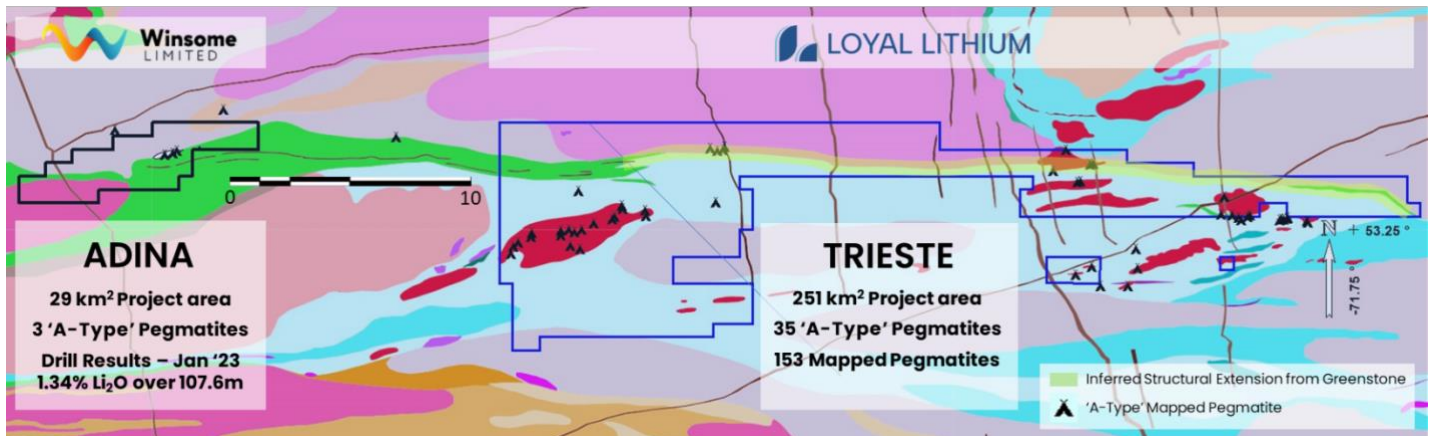 Winsome
LIMITED
LOYAL LITHIUM
0
10
ADINA
29 km² Project area
3 ‘A-Type’ Pegmatites
Drill Results – Jan ‘23
1.34% Li₂O over 107.6m
TRIESTE
251 km² Project area
35 ‘A-Type’ Pegmatites
153 Mapped Pegmatites
N + 53.25 °
-71.75 °
Inferred Structural Extension from Greenstone
‘A-Type’ Mapped Pegmatite